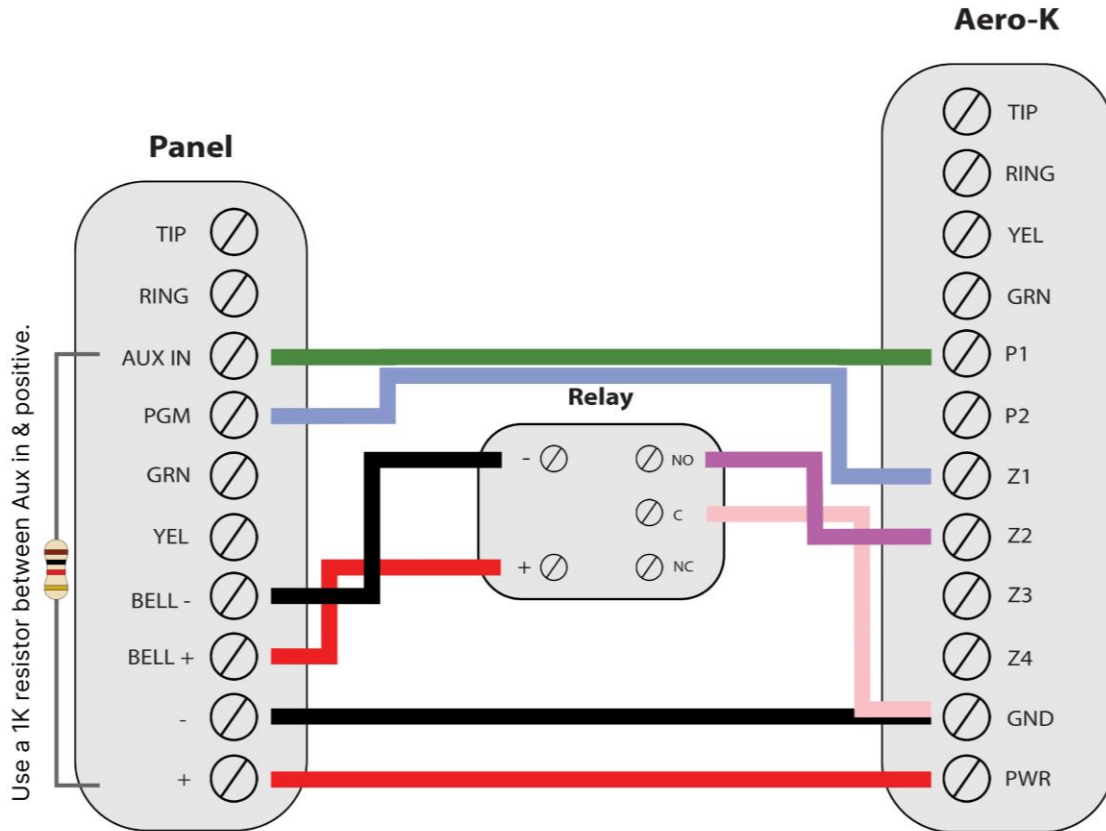 Aero-K
Panel
TIP
RING
AUX IN
PGM
GRN
YEL
BELL -
BELL +
-
+
Use a 1K resistor between Aux in & positive.
Relay
-
+
NO
C
NC
TIP
RING
YEL
GRN
P1
P2
Z1
Z2
Z3
Z4
GND
PWR